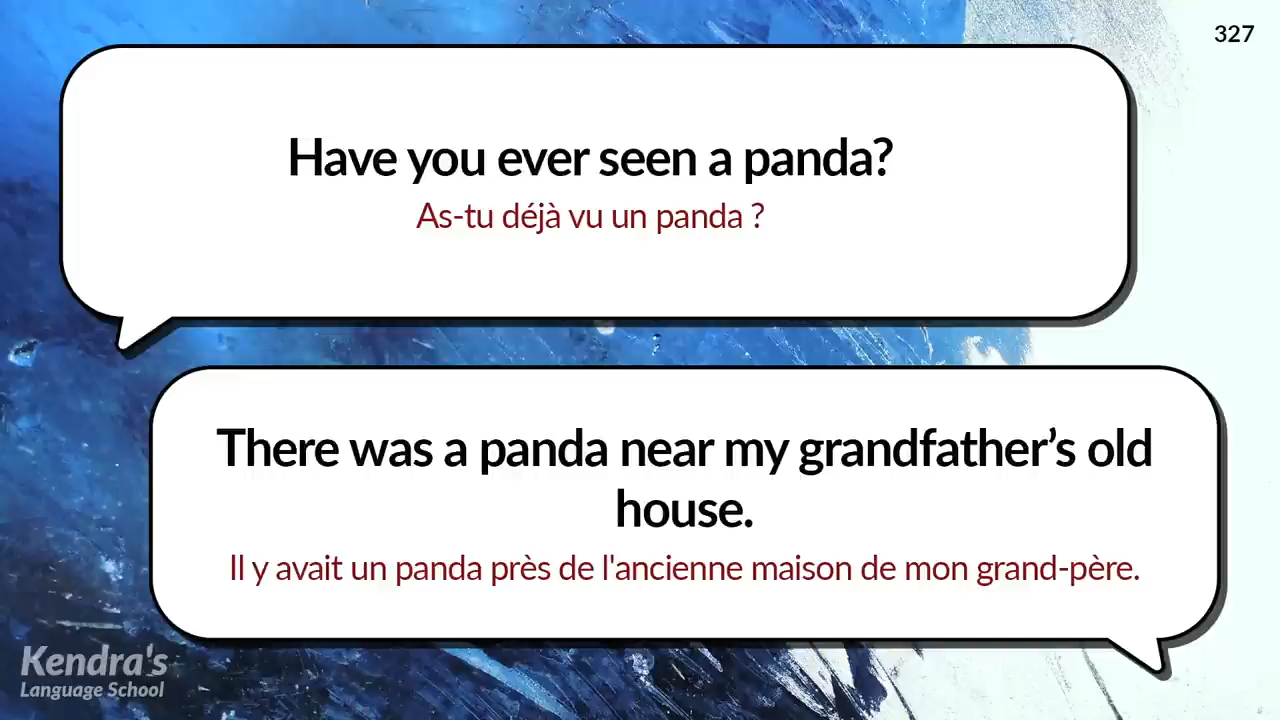 327
Have you ever seen a panda?
As-tu déjà vu un panda ?
There was a panda near my grandfather’s old
house.
Il y avait un panda près de l'ancienne maison de mon grand-père.
Kendra's
Language School